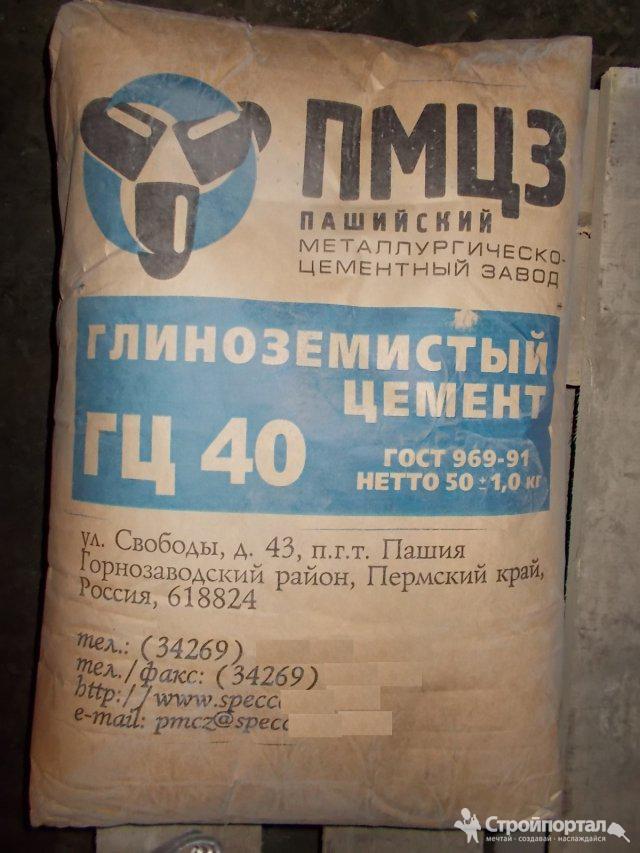 ПМЦЗ
ПАШИЙСКИЙ
МЕТАЛЛУРГИЧЕСКО-
ЦЕМЕНТНЫЙ ЗАВОД
ГЛИНОЗЕМИСТЫЙ
ЦЕМЕНТ
ГЦ 40
ГОСТ 969-91
НЕТТО 50 ± 1,0 кг
ул. Свободы, д. 43, п.г.т. Пашия
Горнозаводский район, Пермский край,
Россия, 618824
тел.: (34269)
тел./факс: (34269)
http://www.specc
e-mail: pmcz@specc
Стройпортал
мечтай - создавай - наслаждайся